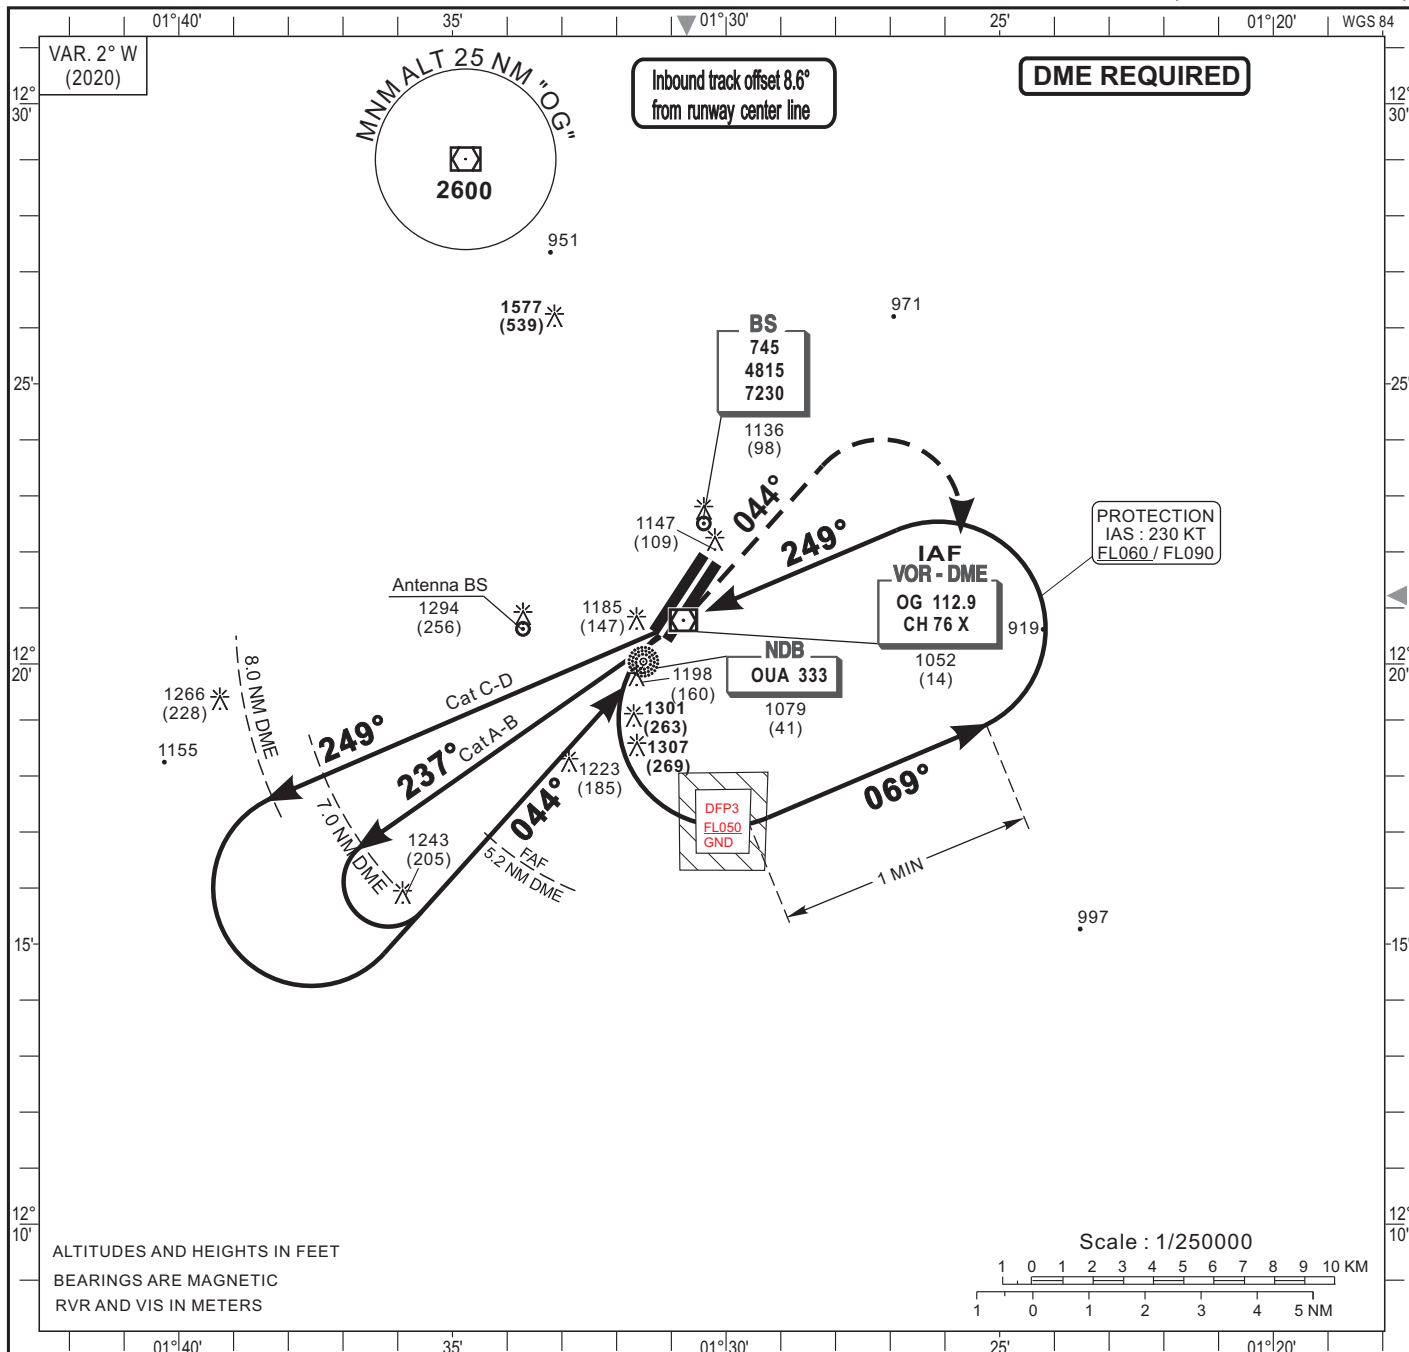 01°40'
35'
01°30'
25'
01°20'
WGS 84
VAR. 2° W
(2020)
MNM ALT 25 NM "OG"
2600
Inbound track offset 8.6°
from runway center line
DME REQUIRED
12°
30'
12°
30'
951
1577
(539)
971
BS
745
4815
7230
1136
(98)
25'
25'
044°
249°
1147
(109)
PROTECTION
IAS : 230 KT
FL060 / FL090
IAF
VOR - DME
OG 112.9
CH 76 X
1052
(14)
919
Antenna BS
1294
(256)
1185
(147)
NDB
OUA 333
1079
(41)
1198
(160)
12°
20'
12°
20'
8.0 NM DME
1266
(228)
1155
Cat C-D
249°
Cat A-B
237°
1301
(263)
1307
(269)
1223
(185)
044°
7.0 NM DME
1243
(205)
FAF
5.2 NM DME
DFP3
FL050
GND
069°
1 MIN
997
15'
15'
12°
10'
12°
10'
ALTITUDES AND HEIGHTS IN FEET
BEARINGS ARE MAGNETIC
RVR AND VIS IN METERS
Scale : 1/250000
1 0 1 2 3 4 5 6 7 8 9 10 KM
1 0 1 2 3 4 5 NM
01°40'
35'
01°30'
25'
01°20'